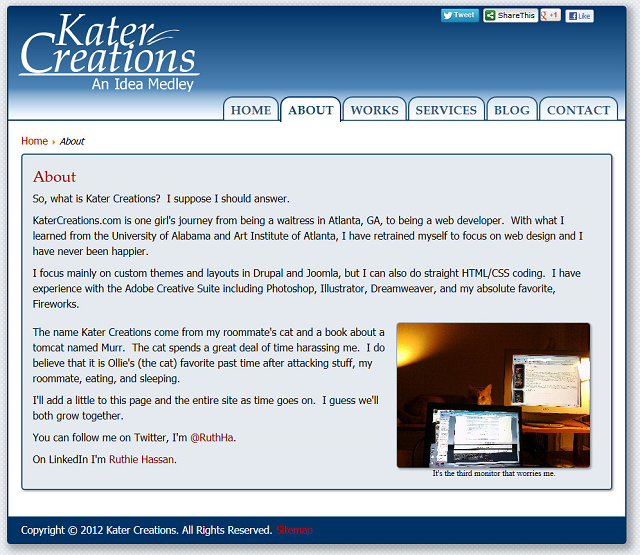 Kater
Creations
An Idea Medley
Tweet ShareThis +1 Like
HOME ABOUT WORKS SERVICES BLOG CONTACT
Home About
About
So, what is Kater Creations? I suppose I should answer.
KaterCreations.com is one girl's journey from being a waitress in Atlanta, GA, to being a web developer. With what I
learned from the University of Alabama and Art Institute of Atlanta, I have retrained myself to focus on web design and I
have never been happier.
I focus mainly on custom themes and layouts in Drupal and Joomla, but I can also do straight HTML/CSS coding. I have
experience with the Adobe Creative Suite including Photoshop, Illustrator, Dreamweaver, and my absolute favorite,
Fireworks.
The name Kater Creations come from my roommate's cat and a book about a
tomcat named Murr. The cat spends a great deal of time harassing me. I do
believe that it is Ollie's (the cat) favorite past time after attacking stuff, my
roommate, eating, and sleeping.
I'll add a little to this page and the entire site as time goes on. I guess we'll
both grow together.
You can follow me on Twitter, I'm @RuthHa.
On LinkedIn I'm Ruthie Hassan.
It's the third monitor that worries me.
Copyright © 2012 Kater Creations. All Rights Reserved. Sitemap